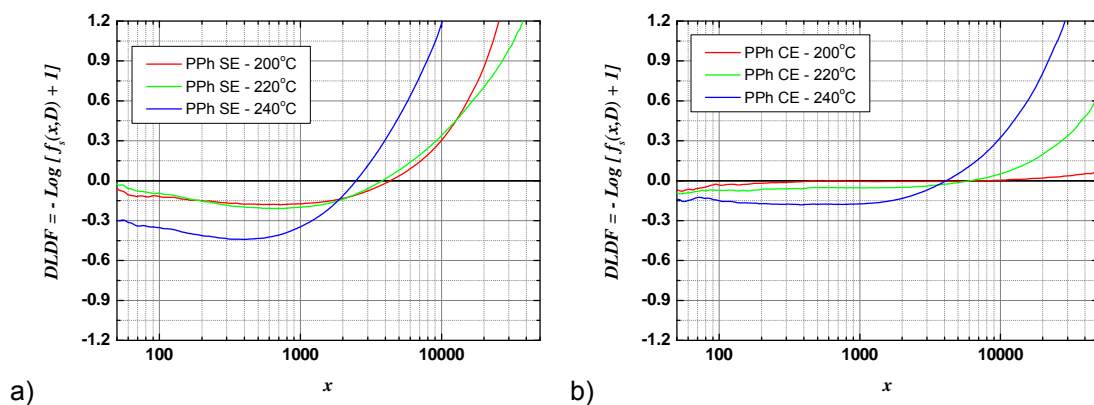 DLDF = - Log [ f_s(x,D) + 1]
1.2
0.9
0.6
0.3
0.0
-0.3
-0.6
-0.9
-1.2
PPh SE - 200°C
PPh SE - 220°C
PPh SE - 240°C
100
1000
10000
x
a)
DLDF = - Log [ f_s(x,D) + 1]
1.2
0.9
0.6
0.3
0.0
-0.3
-0.6
-0.9
-1.2
PPh CE - 200°C
PPh CE - 220°C
PPh CE - 240°C
100
1000
10000
x
b)